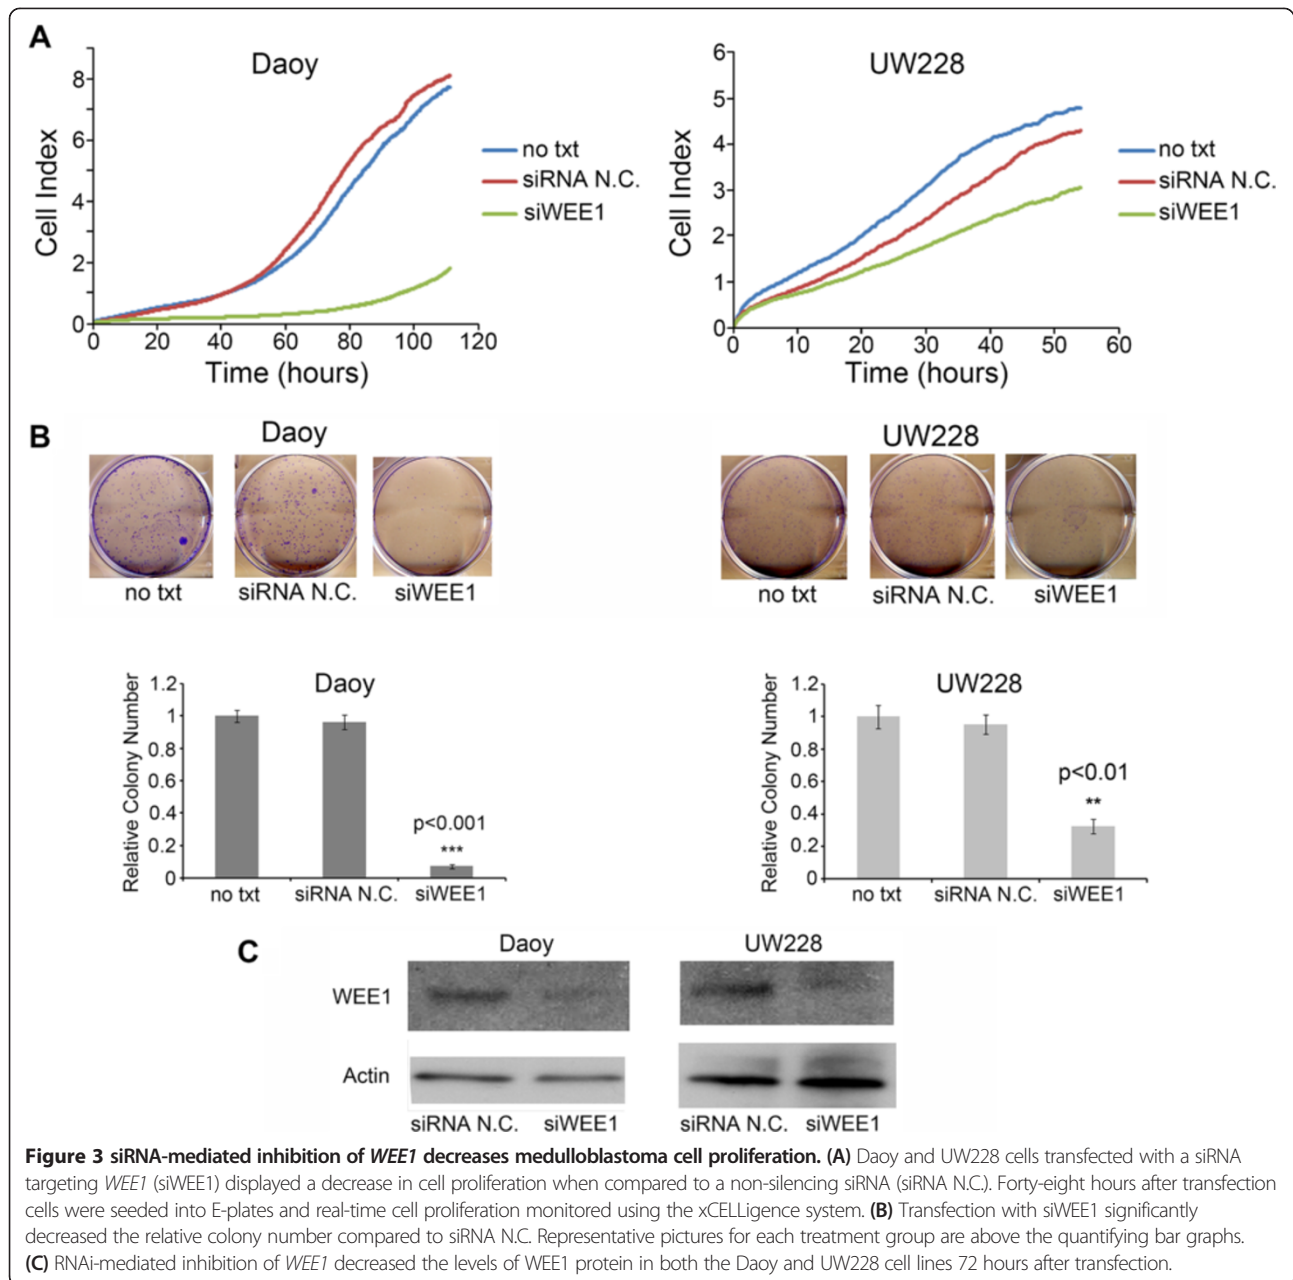 A
Daoy
Cell Index
8
6
4
2
0
0 20 40 60 80 100 120
Time (hours)
no txt
siRNA N.C.
siWEE1
UW228
Cell Index
6
5
4
3
2
1
0
0 10 20 30 40 50 60
Time (hours)
no txt
siRNA N.C.
siWEE1
B
Daoy
no txt siRNA N.C. siWEE1
UW228
no txt siRNA N.C. siWEE1
Daoy
Relative Colony Number
1.2
1
0.8
0.6
0.4
0.2
0
p<0.001
***
no txt siRNA N.C. siWEE1
UW228
Relative Colony Number
1.2
1
0.8
0.6
0.4
0.2
0
p<0.01
**
no txt siRNA N.C. siWEE1
C
Daoy UW228
WEE1
Actin
siRNA N.C. siWEE1 siRNA N.C. siWEE1
Figure 3 siRNA-mediated inhibition of WEE1 decreases medulloblastoma cell proliferation. (A) Daoy and UW228 cells transfected with a siRNA
targeting WEE1 (siWEE1) displayed a decrease in cell proliferation when compared to a non-silencing siRNA (siRNA N.C.). Forty-eight hours after transfection
cells were seeded into E-plates and real-time cell proliferation monitored using the xCELLigence system. (B) Transfection with siWEE1 significantly
decreased the relative colony number compared to siRNA N.C. Representative pictures for each treatment group are above the quantifying bar graphs.
(C) RNAi-mediated inhibition of WEE1 decreased the levels of WEE1 protein in both the Daoy and UW228 cell lines 72 hours after transfection.